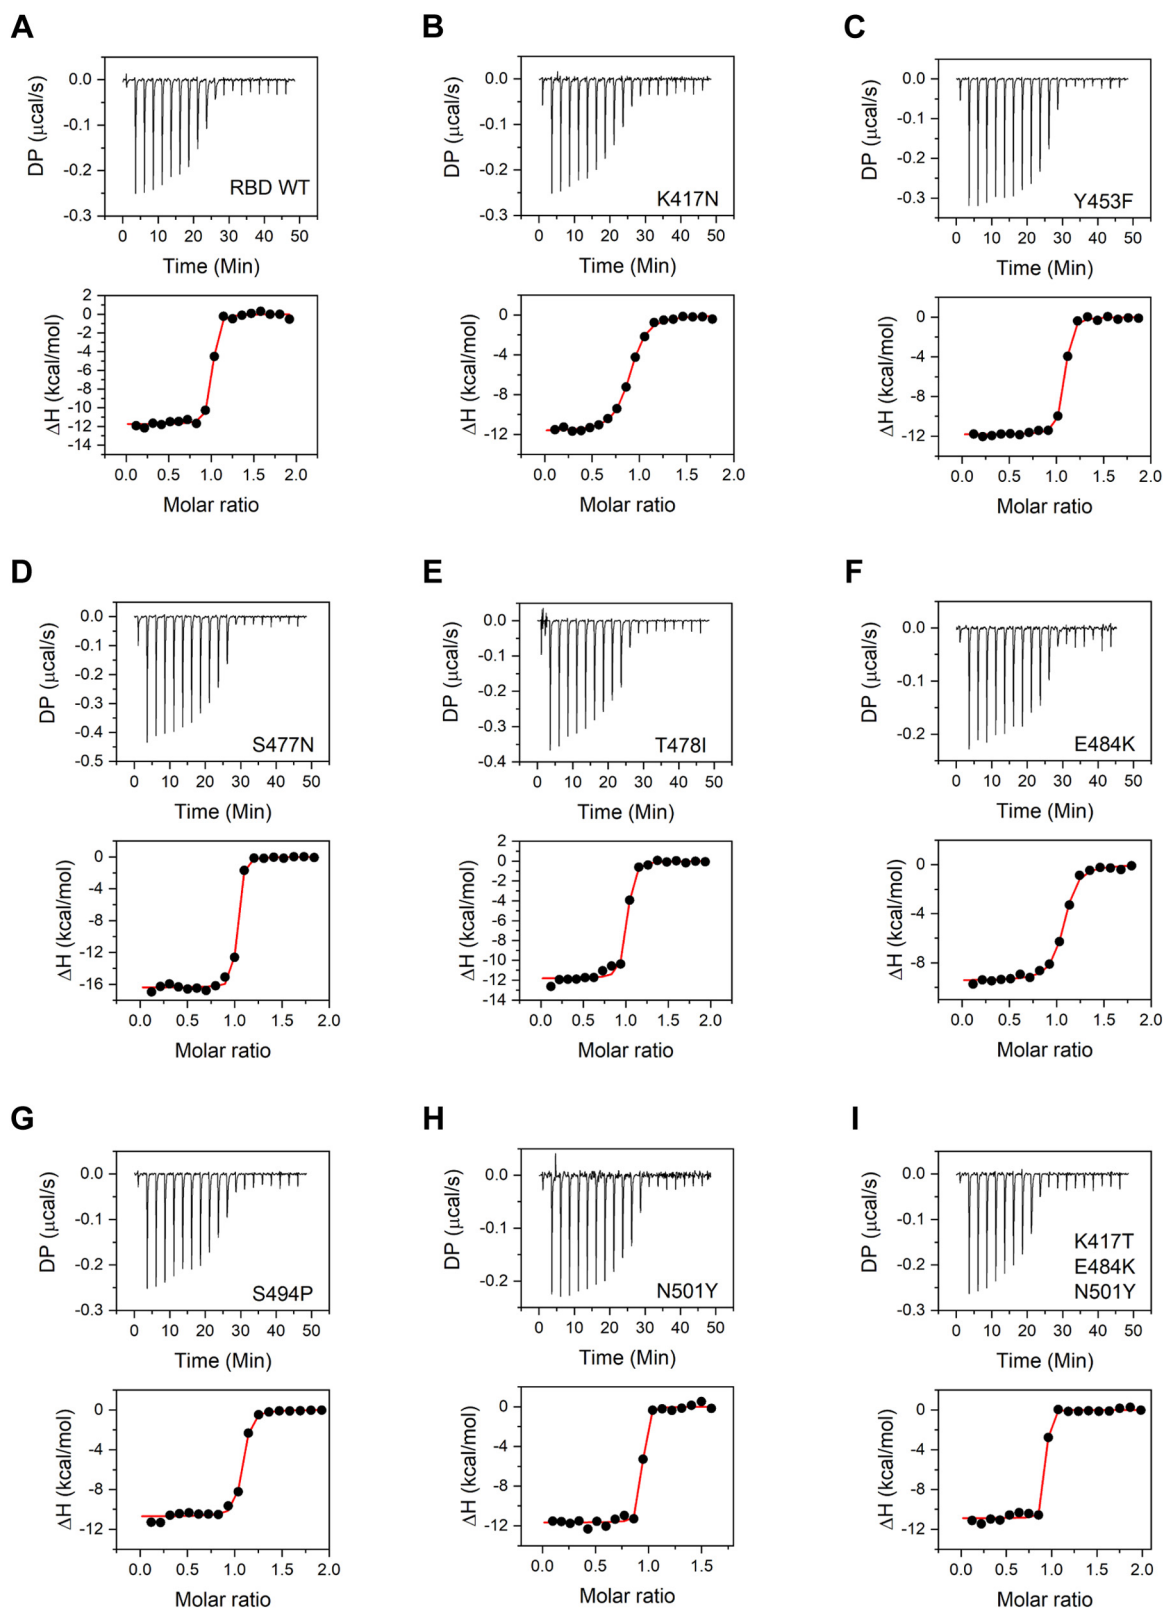 A
B
C
0.0
-0.1
-0.2
-0.3
DP (μcal/s)
RBD WT
0 10 20 30 40 50
Time (Min)
0.0
-0.1
-0.2
-0.3
DP (μcal/s)
K417N
0 10 20 30 40 50
Time (Min)
0.0
-0.1
-0.2
-0.3
DP (μcal/s)
Y453F
0 10 20 30 40 50
Time (Min)
2
0
-2
-4
-6
-8
-10
-12
-14
ΔH (kcal/mol)
0.0 0.5 1.0 1.5 2.0
Molar ratio
0
-4
-8
-12
ΔH (kcal/mol)
0.0 0.5 1.0 1.5 2.0
Molar ratio
0
-4
-8
-12
ΔH (kcal/mol)
0.0 0.5 1.0 1.5 2.0
Molar ratio
D
E
F
0.0
-0.1
-0.2
-0.3
-0.4
-0.5
DP (μcal/s)
S477N
0 10 20 30 40 50
Time (Min)
0.0
-0.1
-0.2
-0.3
-0.4
DP (μcal/s)
T478I
0 10 20 30 40 50
Time (Min)
0.0
-0.1
-0.2
DP (μcal/s)
E484K
0 10 20 30 40 50
Time (Min)
0
-4
-8
-12
-16
ΔH (kcal/mol)
0.0 0.5 1.0 1.5 2.0
Molar ratio
2
0
-2
-4
-6
-8
-10
-12
-14
ΔH (kcal/mol)
0.0 0.5 1.0 1.5 2.0
Molar ratio
0
-4
-8
ΔH (kcal/mol)
0.0 0.5 1.0 1.5 2.0
Molar ratio
G
H
I
0.0
-0.1
-0.2
-0.3
DP (μcal/s)
S494P
0 10 20 30 40 50
Time (Min)
0.0
-0.1
-0.2
DP (μcal/s)
N501Y
0 10 20 30 40 50
Time (Min)
0.0
-0.1
-0.2
-0.3
DP (μcal/s)
K417T
E484K
N501Y
0 10 20 30 40 50
Time (Min)
0
-4
-8
-12
ΔH (kcal/mol)
0.0 0.5 1.0 1.5 2.0
Molar ratio
0
-4
-8
-12
ΔH (kcal/mol)
0.0 0.5 1.0 1.5
Molar ratio
0
-4
-8
-12
ΔH (kcal/mol)
0.0 0.5 1.0 1.5 2.0
Molar ratio